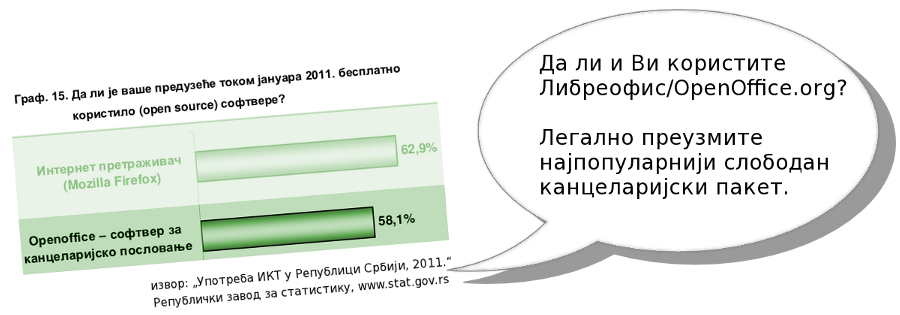 Граф. 15. Да ли је ваше предузеће током јануара 2011. бесплатно
користило (open source) софтвере?
Интернет претраживач
(Mozilla Firefox)
62,9%
Openoffice – софтвер за
канцеларијско пословање
58,1%
извор: „Употреба ИКТ у Републици Србији, 2011.“
Републички завод за статистику, www.stat.gov.rs
Да ли и Ви користите
Либреофис/OpenOffice.org?
Легално преузмите
најпопуларнији слободан
канцеларијски пакет.